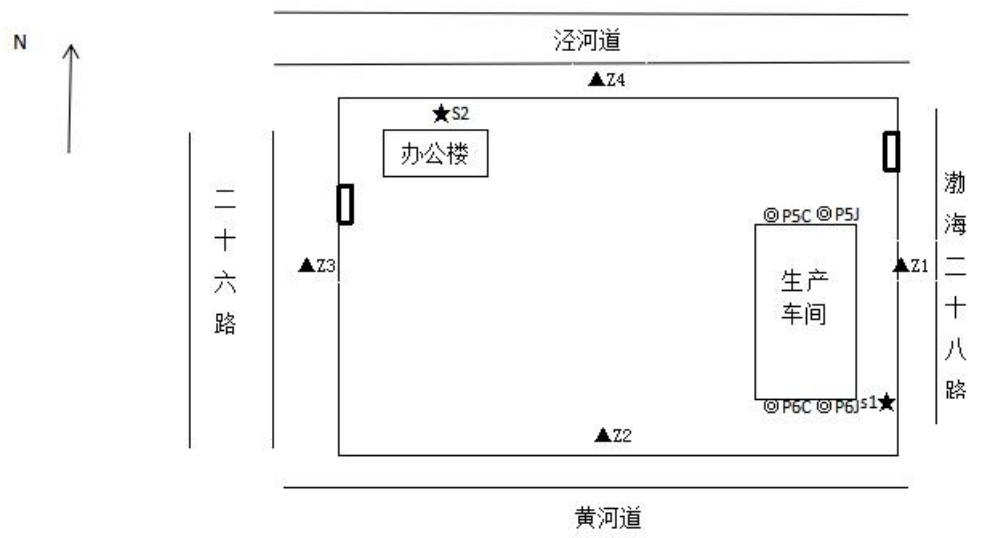 泾河道
N
▲Z4
★S2
办公楼
二十六路
渤海二十八路
◎P5C ◎P5J
▲Z3
▲Z1
生产
车间
◎P6C ◎P6J
s1★
▲Z2
黄河道